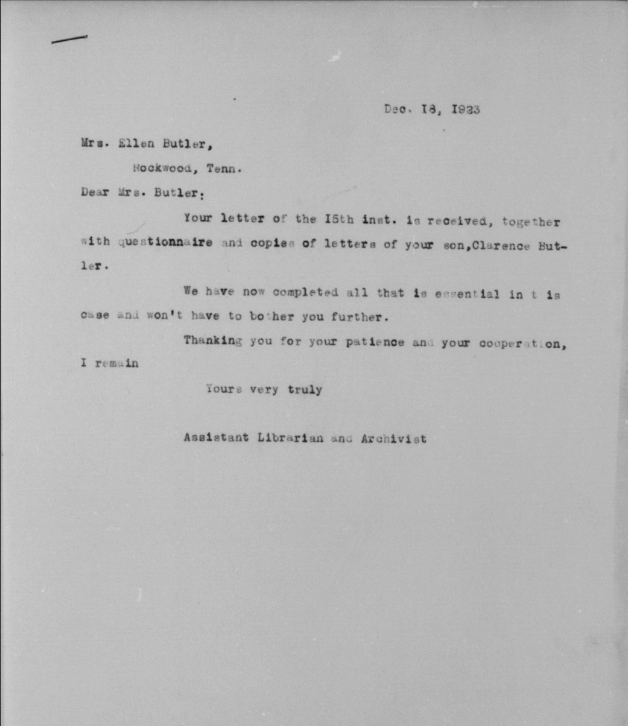 Dec. 18, 1923
Mrs. Ellen Butler,
Rockwood, Tenn.
Dear Mrs. Butler:
Your letter of the I5th inst. is received, together
with questionnaire and copies of letters of your son,Clarence But-
ler.
We have now completed all that is essential in t is
case and won't have to bother you further.
Thanking you for your patience and your cooperation,
I remain
Yours very truly
Assistant Librarian and Archivist